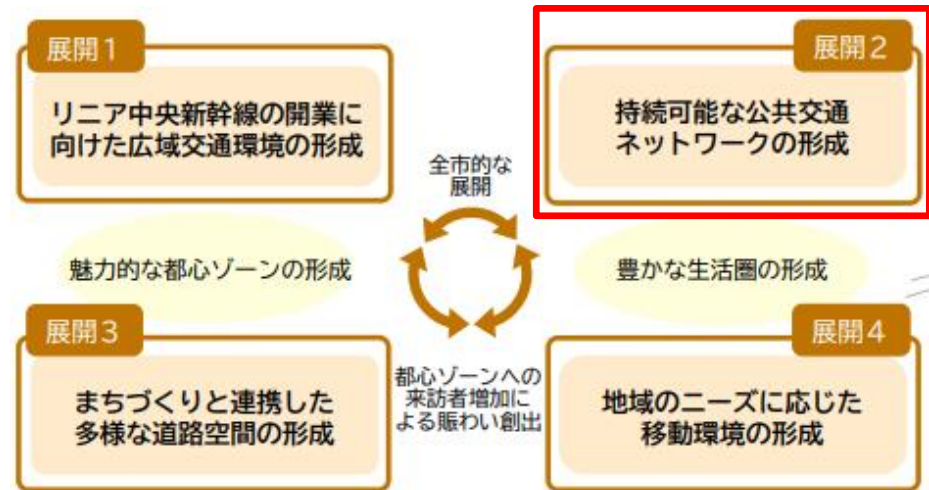 展開1
リニア中央新幹線の開業に
向けた広域交通環境の形成
展開2
持続可能な公共交通
ネットワークの形成
全市的な
展開
魅力的な都心ゾーンの形成
豊かな生活圏の形成
展開3
まちづくりと連携した
多様な道路空間の形成
都心ゾーンへの
来訪者増加に
よる賑わい創出
展開4
地域のニーズに応じた
移動環境の形成